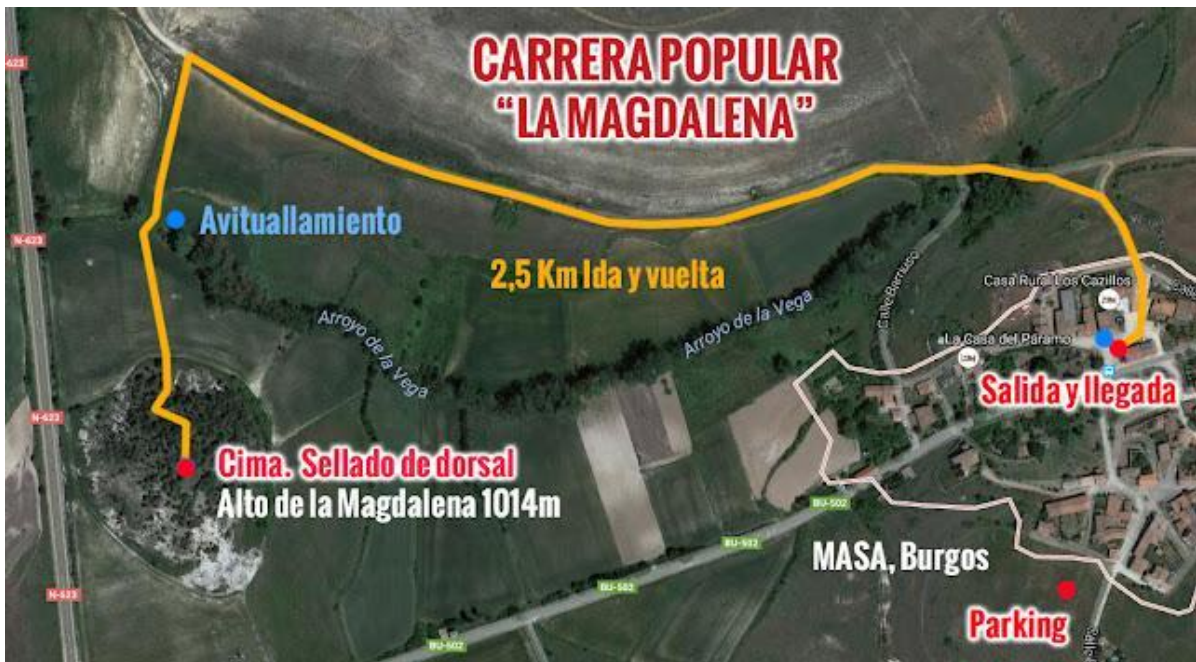 CARRERA POPULAR
“LA MAGDALENA”
N-623
Avituallamiento
N-623
2,5 Km Ida y vuelta
Calle Barruso
Casa Rural Los Cazillos
Arroyo de la Vega
Arroyo de la Vega
La Casa del Páramo
Salida y llegada
N-623
Cima. Sellado de dorsal
Alto de la Magdalena 1014m
BU-502
BU-502
MASA, Burgos
BU-502
N-623
Parking
BU-502